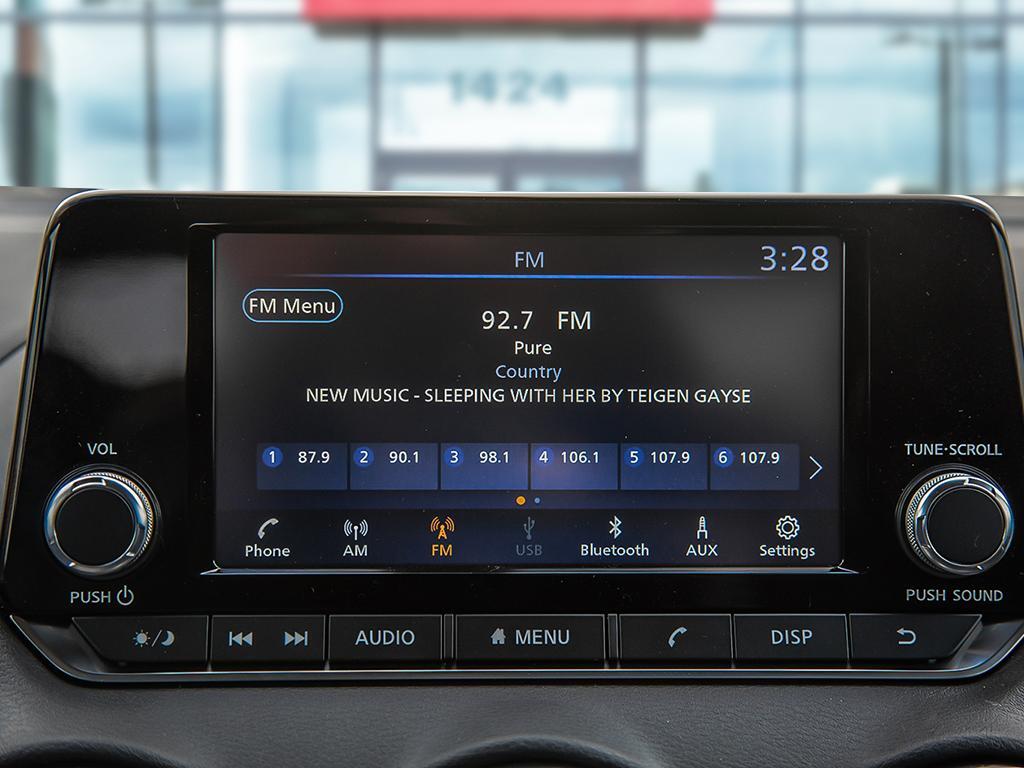 1424
FM
3:28
FM Menu
92.7 FM
Pure
Country
NEW MUSIC - SLEEPING WITH HER BY TEIGEN GAYSE
1 87.9 2 90.1 3 98.1 4 106.1 5 107.9 6 107.9
Phone AM FM USB Bluetooth AUX Settings
VOL
TUNE·SCROLL
PUSH
PUSH SOUND
AUDIO MENU DISP